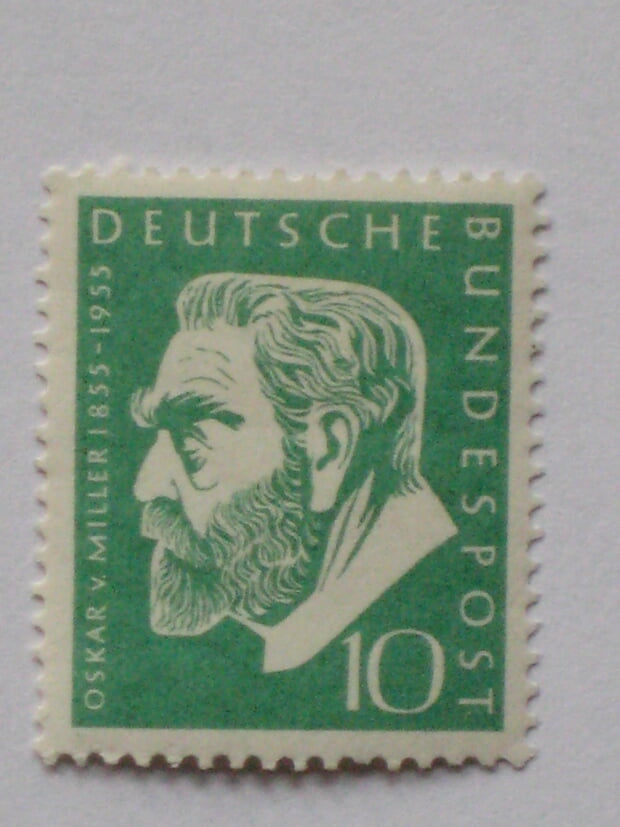 DEUTSCHE
BUNDESPOST
OSKAR v. MILLER 1855-1955
10